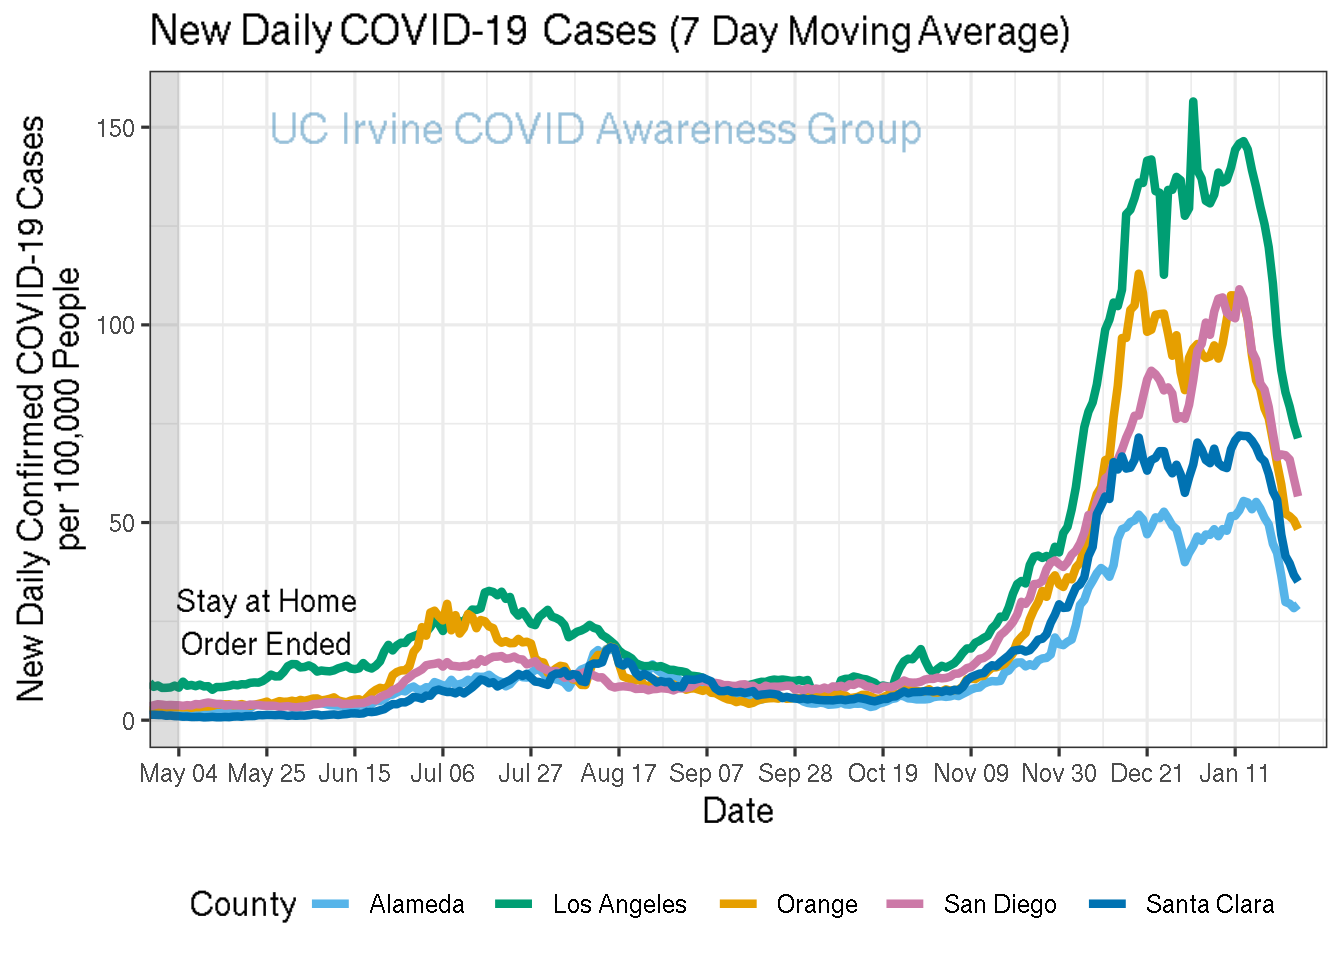 New Daily COVID-19 Cases (7 Day Moving Average)
UC Irvine COVID Awareness Group
New Daily Confirmed COVID-19 Cases
per 100,000 People
150
100
50
0
Stay at Home
Order Ended
May 04 May 25 Jun 15 Jul 06 Jul 27 Aug 17 Sep 07 Sep 28 Oct 19 Nov 09 Nov 30 Dec 21 Jan 11
Date
County Alameda Los Angeles Orange San Diego Santa Clara